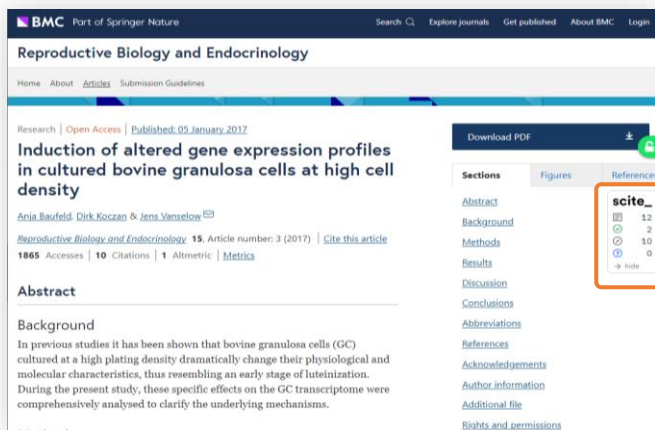 BMC Part of Springer Nature
Search Explore journals Get published About BMC Login
Reproductive Biology and Endocrinology
Home About Articles Submission Guidelines
Research | Open Access | Published: 05 January 2017
Induction of altered gene expression profiles
in cultured bovine granulosa cells at high cell
density
Anja Baufeld, Dirk Koczan & Jens Vanselow
Reproductive Biology and Endocrinology 15, Article number: 3 (2017) | Cite this article
1865 Accesses | 10 Citations | 1 Altmetric | Metrics
Abstract
Background
In previous studies it has been shown that bovine granulosa cells (GC)
cultured at a high plating density dramatically change their physiological and
molecular characteristics, thus resembling an early stage of luteinization.
During the present study, these specific effects on the GC transcriptome were
comprehensively analysed to clarify the underlying mechanisms.
Download PDF
Sections Figures References
Abstract
Background
Methods
Results
Discussion
Conclusions
Abbreviations
References
Acknowledgements
Author information
Additional file
Rights and permissions
scite_
12
2
10
? 0
→ hide